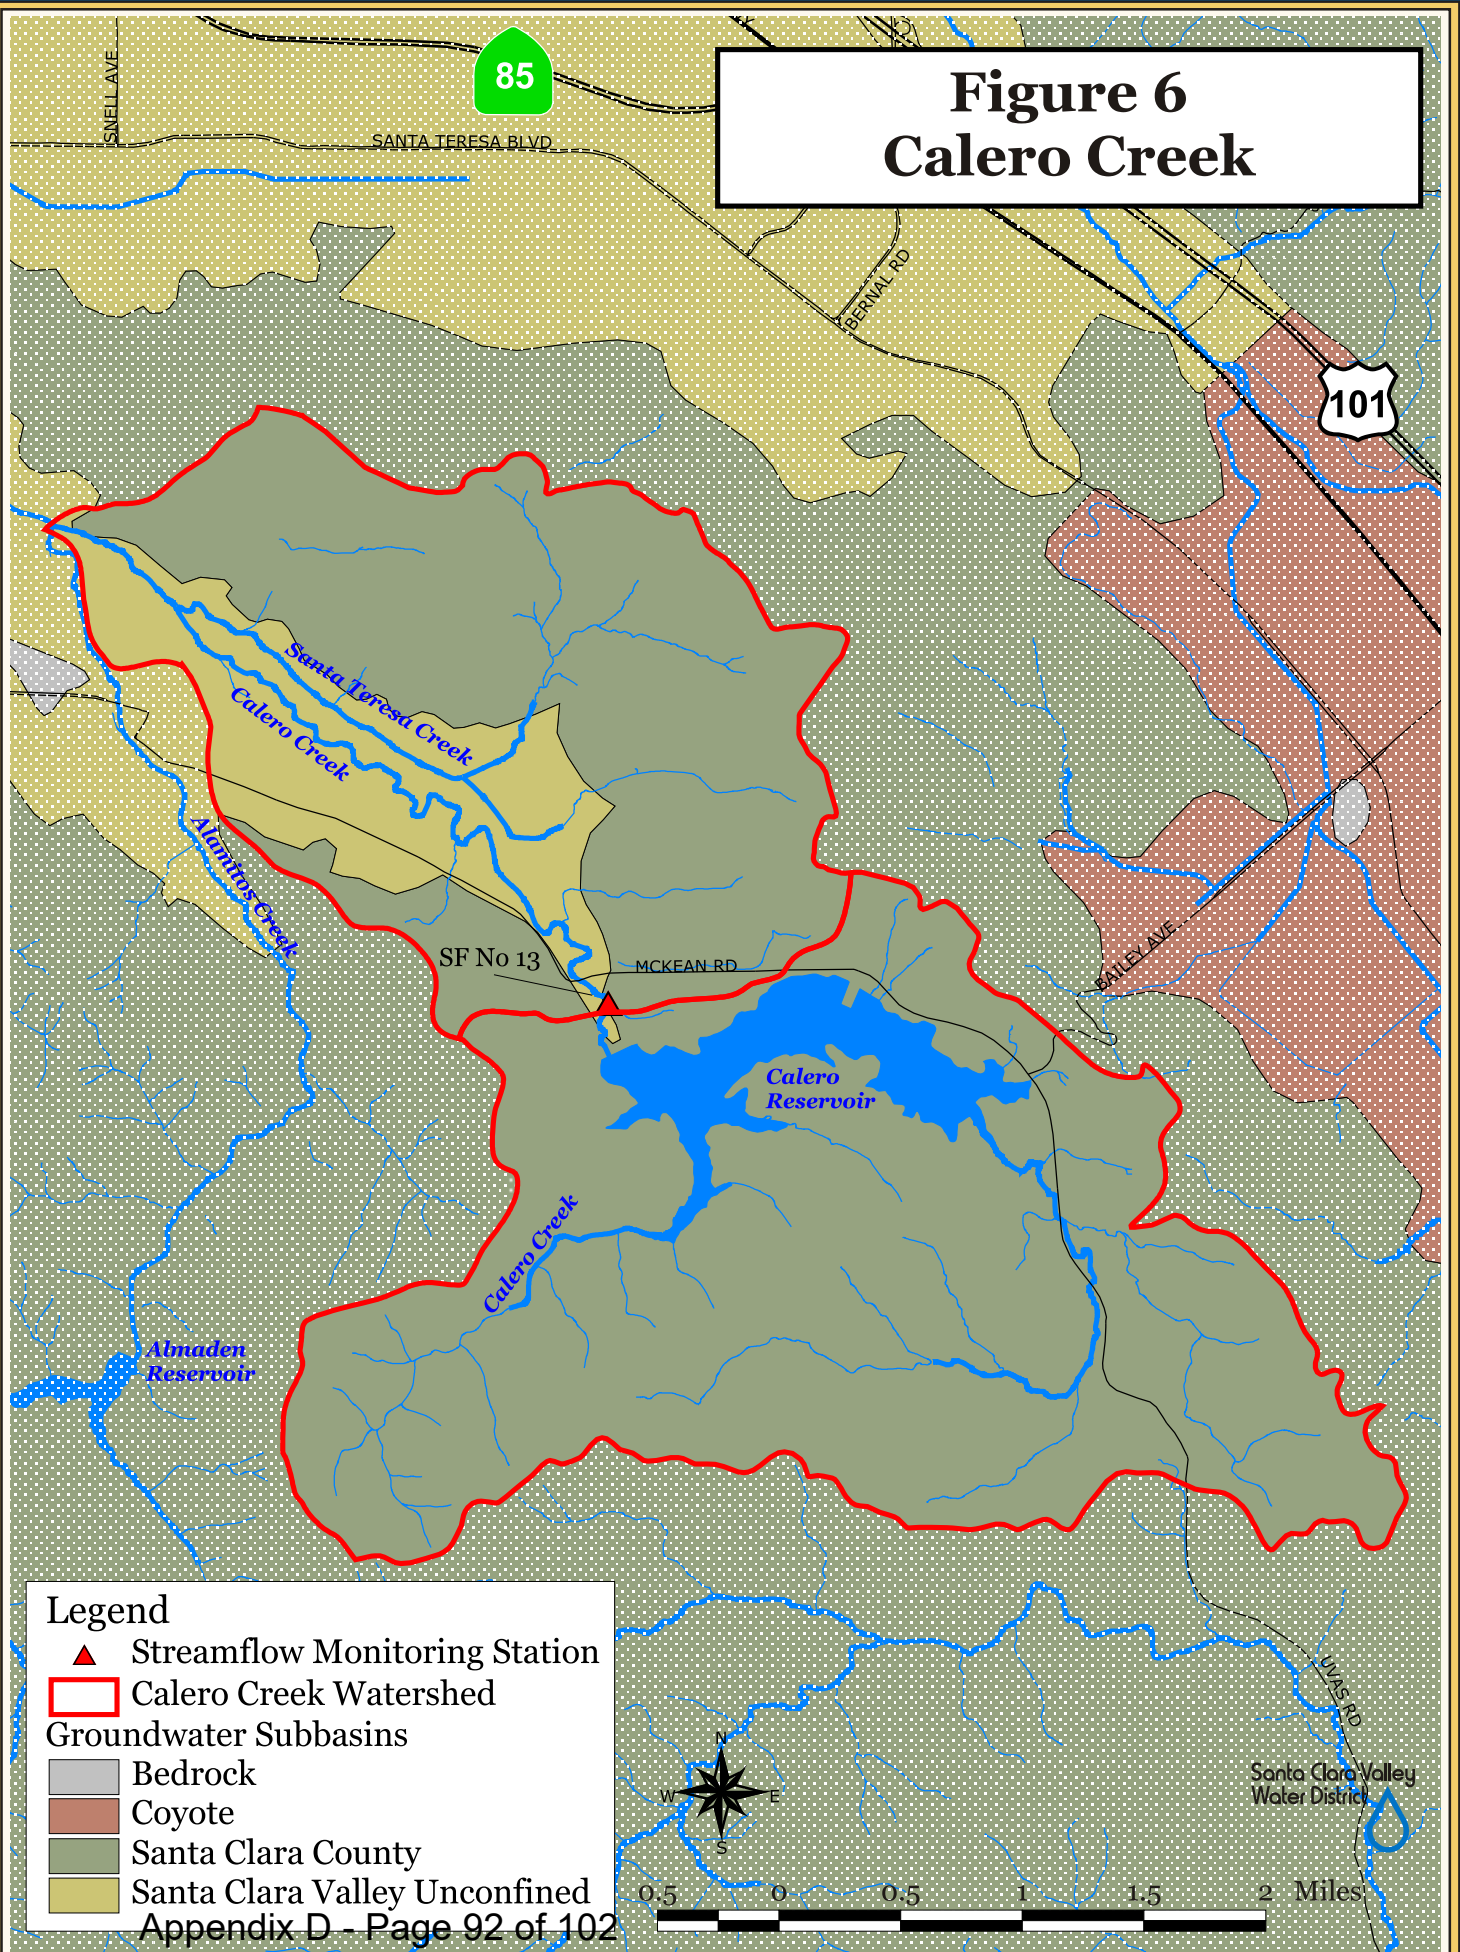 85
SNELL AVE
SANTA TERESA BLVD
Figure 6
Calero Creek
BERNAL RD
101
Santa Teresa Creek
Calero Creek
Alamitos Creek
SF No 13
MCKEAN RD
BAILEY AVE
Calero
Reservoir
Calero Creek
Almaden
Reservoir
UVAS RD
Legend
Streamflow Monitoring Station
Calero Creek Watershed
Groundwater Subbasins
Bedrock
Coyote
Santa Clara County
Santa Clara Valley Unconfined
Appendix D - Page 92 of 102
N
W E
S
Santa Clara Valley
Water District
0.5 0 0.5 1 1.5 2 Miles